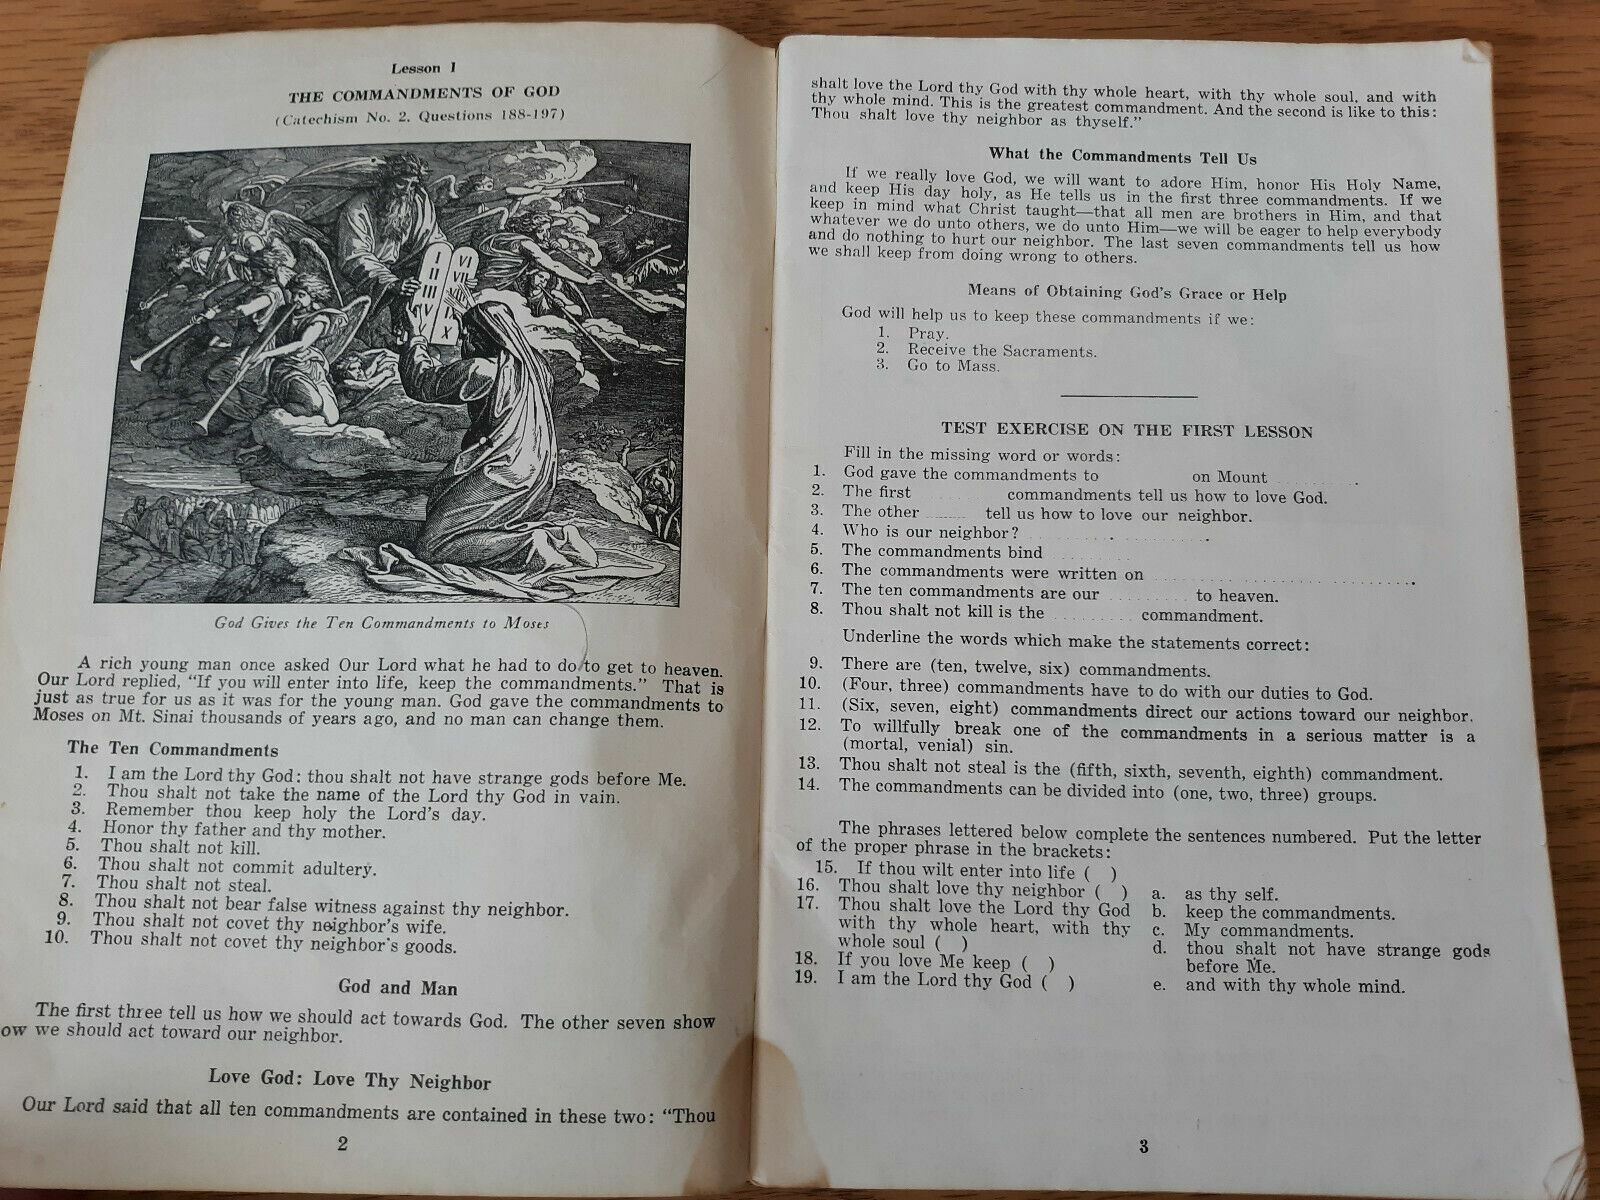 Lesson 1
THE COMMANDMENTS OF GOD
(Catechism No. 2. Questions 188-197)
I
II
III
IV
V
VI
VII
VIII
IX
X
God Gives the Ten Commandments to Moses
A rich young man once asked Our Lord what he had to do to get to heaven.
Our Lord replied, "If you will enter into life, keep the commandments." That is
just as true for us as it was for the young man. God gave the commandments to
Moses on Mt. Sinai thousands of years ago, and no man can change them.
The Ten Commandments
1. I am the Lord thy God: thou shalt not have strange gods before Me.
2. Thou shalt not take the name of the Lord thy God in vain.
3. Remember thou keep holy the Lord's day.
4. Honor thy father and thy mother.
5. Thou shalt not kill.
6. Thou shalt not commit adultery.
7. Thou shalt not steal.
8. Thou shalt not bear false witness against thy neighbor.
9. Thou shalt not covet thy neighbor's wife.
10. Thou shalt not covet thy neighbor's goods.
God and Man
The first three tell us how we should act towards God. The other seven show
ow we should act toward our neighbor.
Love God: Love Thy Neighbor
Our Lord said that all ten commandments are contained in these two: "Thou
2
shalt love the Lord thy God with thy whole heart, with thy whole soul, and with
thy whole mind. This is the greatest commandment. And the second is like to this:
Thou shalt love thy neighbor as thyself."
What the Commandments Tell Us
If we really love God, we will want to adore Him, honor His Holy Name,
and keep His day holy, as He tells us in the first three commandments. If we
keep in mind what Christ taught—that all men are brothers in Him, and that
whatever we do unto others, we do unto Him—we will be eager to help everybody
and do nothing to hurt our neighbor. The last seven commandments tell us how
we shall keep from doing wrong to others.
Means of Obtaining God's Grace or Help
God will help us to keep these commandments if we:
1. Pray.
2. Receive the Sacraments.
3. Go to Mass.
TEST EXERCISE ON THE FIRST LESSON
Fill in the missing word or words:
1. God gave the commandments to on Mount ..........
2. The first ......... commandments tell us how to love God.
3. The other ........ tell us how to love our neighbor.
4. Who is our neighbor? ....................
5. The commandments bind .........
6. The commandments were written on ..............................
7. The ten commandments are our ......... to heaven.
8. Thou shalt not kill is the ......... commandment.
Underline the words which make the statements correct:
9. There are (ten, twelve, six) commandments.
10. (Four, three) commandments have to do with our duties to God.
11. (Six, seven, eight) commandments direct our actions toward our neighbor.
12. To willfully break one of the commandments in a serious matter is a
(mortal, venial) sin.
13. Thou shalt not steal is the (fifth, sixth, seventh, eighth) commandment.
14. The commandments can be divided into (one, two, three) groups.
The phrases lettered below complete the sentences numbered. Put the letter
of the proper phrase in the brackets:
15. If thou wilt enter into life ( )
16. Thou shalt love thy neighbor ( )
17. Thou shalt love the Lord thy God
with thy whole heart, with thy
whole soul ( )
18. If you love Me keep ( )
19. I am the Lord thy God ( )
a. as thy self.
b. keep the commandments.
c. My commandments.
d. thou shalt not have strange gods
before Me.
e. and with thy whole mind.
3